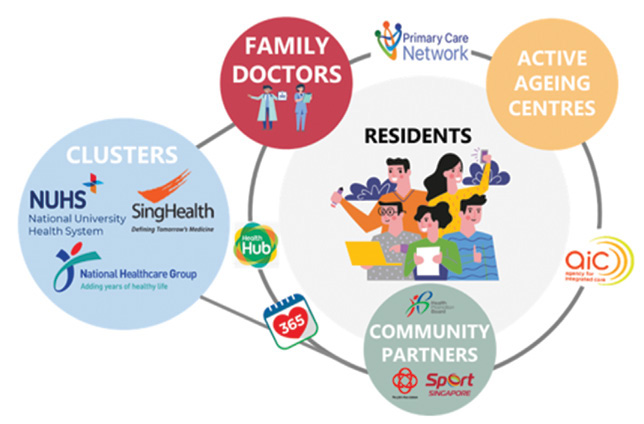 FAMILY
DOCTORS
Primary Care
Network
ACTIVE
AGEING
CENTRES
RESIDENTS
CLUSTERS
NUHS
National University
Health System
SingHealth
Defining Tomorrow's Medicine
National Healthcare Group
Adding years of healthy life
Health
Hub
365
aic
agency for
integrated care
Health
Promotion
Board
COMMUNITY
PARTNERS
Sport
SINGAPORE